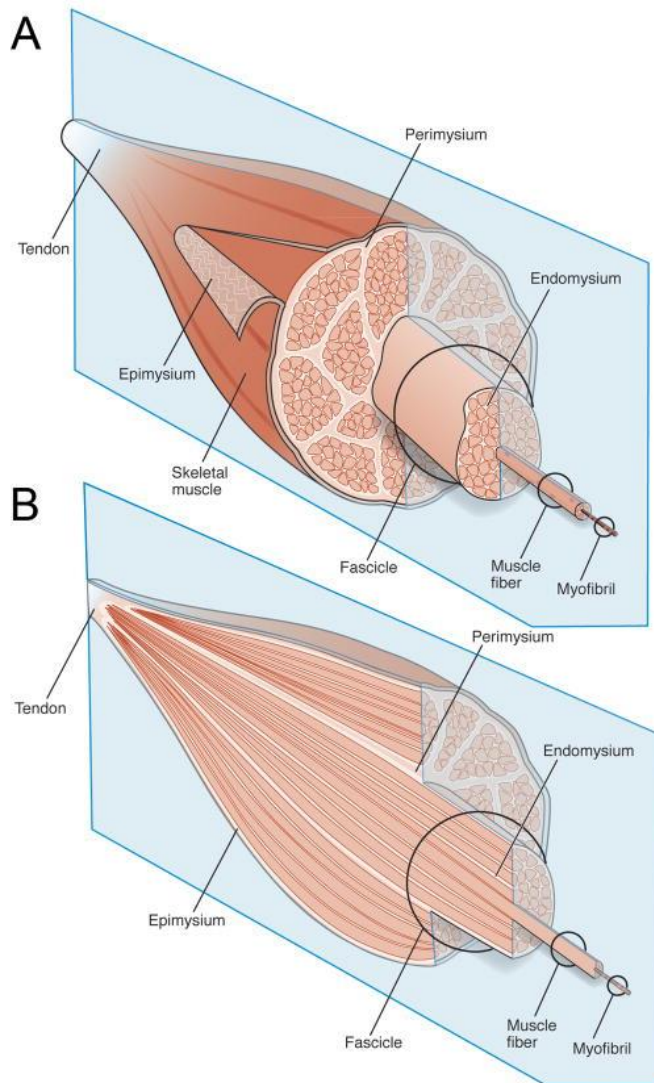 A
Perimysium
Tendon
Endomysium
Epimysium
Skeletal
muscle
Fascicle
Muscle
fiber
Myofibril
B
Perimysium
Tendon
Endomysium
Epimysium
Fascicle
Muscle
fiber
Myofibril